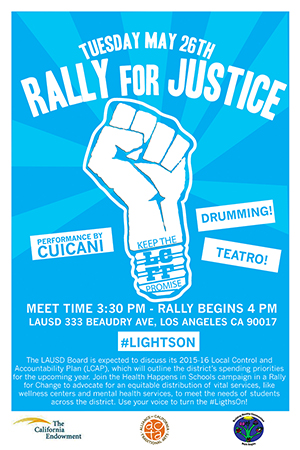 TUESDAY MAY 26TH
RALLY FOR JUSTICE
DRUMMING!
PERFORMANCE BY
CUICANI
TEATRO!
KEEP THE
LC
FF
PROMISE
MEET TIME 3:30 PM - RALLY BEGINS 4 PM
LAUSD 333 BEAUDRY AVE, LOS ANGELES CA 90017
#LIGHTSON
The LAUSD Board is expected to discuss its 2015-16 Local Control and
Accountability Plan (LCAP), which will outline the district's spending priorities
for the upcoming year. Join the Health Happens in Schools campaign in a Rally
for Change to advocate for an equitable distribution of vital services, like
wellness centers and mental health services, to meet the needs of students
across the district. Use your voice to turn the #LigthsOn!
The
California
Endowment
acta